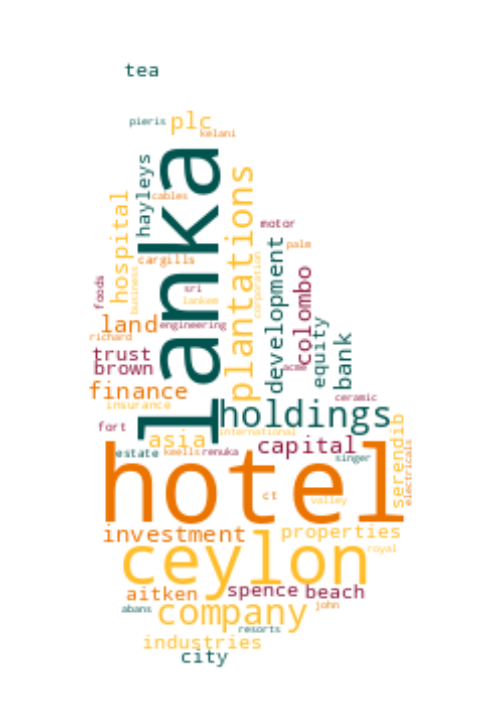 tea
pieris
plc
kelani
lanka
hayleys
cables
hospital
plantations
motor
palm
cargills
business
corporation
development
colombo
foods
sri
lankem
land
engineering
richard
equity
bank
trust
brown
acme
finance
insurance
ceramic
holdings
fort
asia
international
capital
serendib
electricals
estate
keells
renuka
singer
hotel
ct
valley
investment
properties
ceylon
royal
aitken
spence
beach
abans
company
john
resorts
industries
city